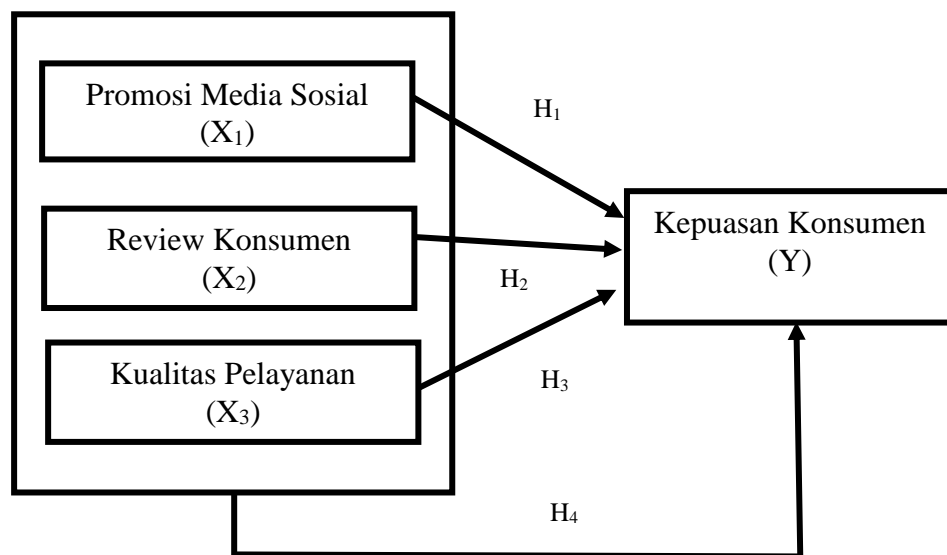 Promosi Media Sosial
(X₁)
H₁
Review Konsumen
(X₂)
H₂
Kualitas Pelayanan
(X₃)
H₃
Kepuasan Konsumen
(Y)
H₄